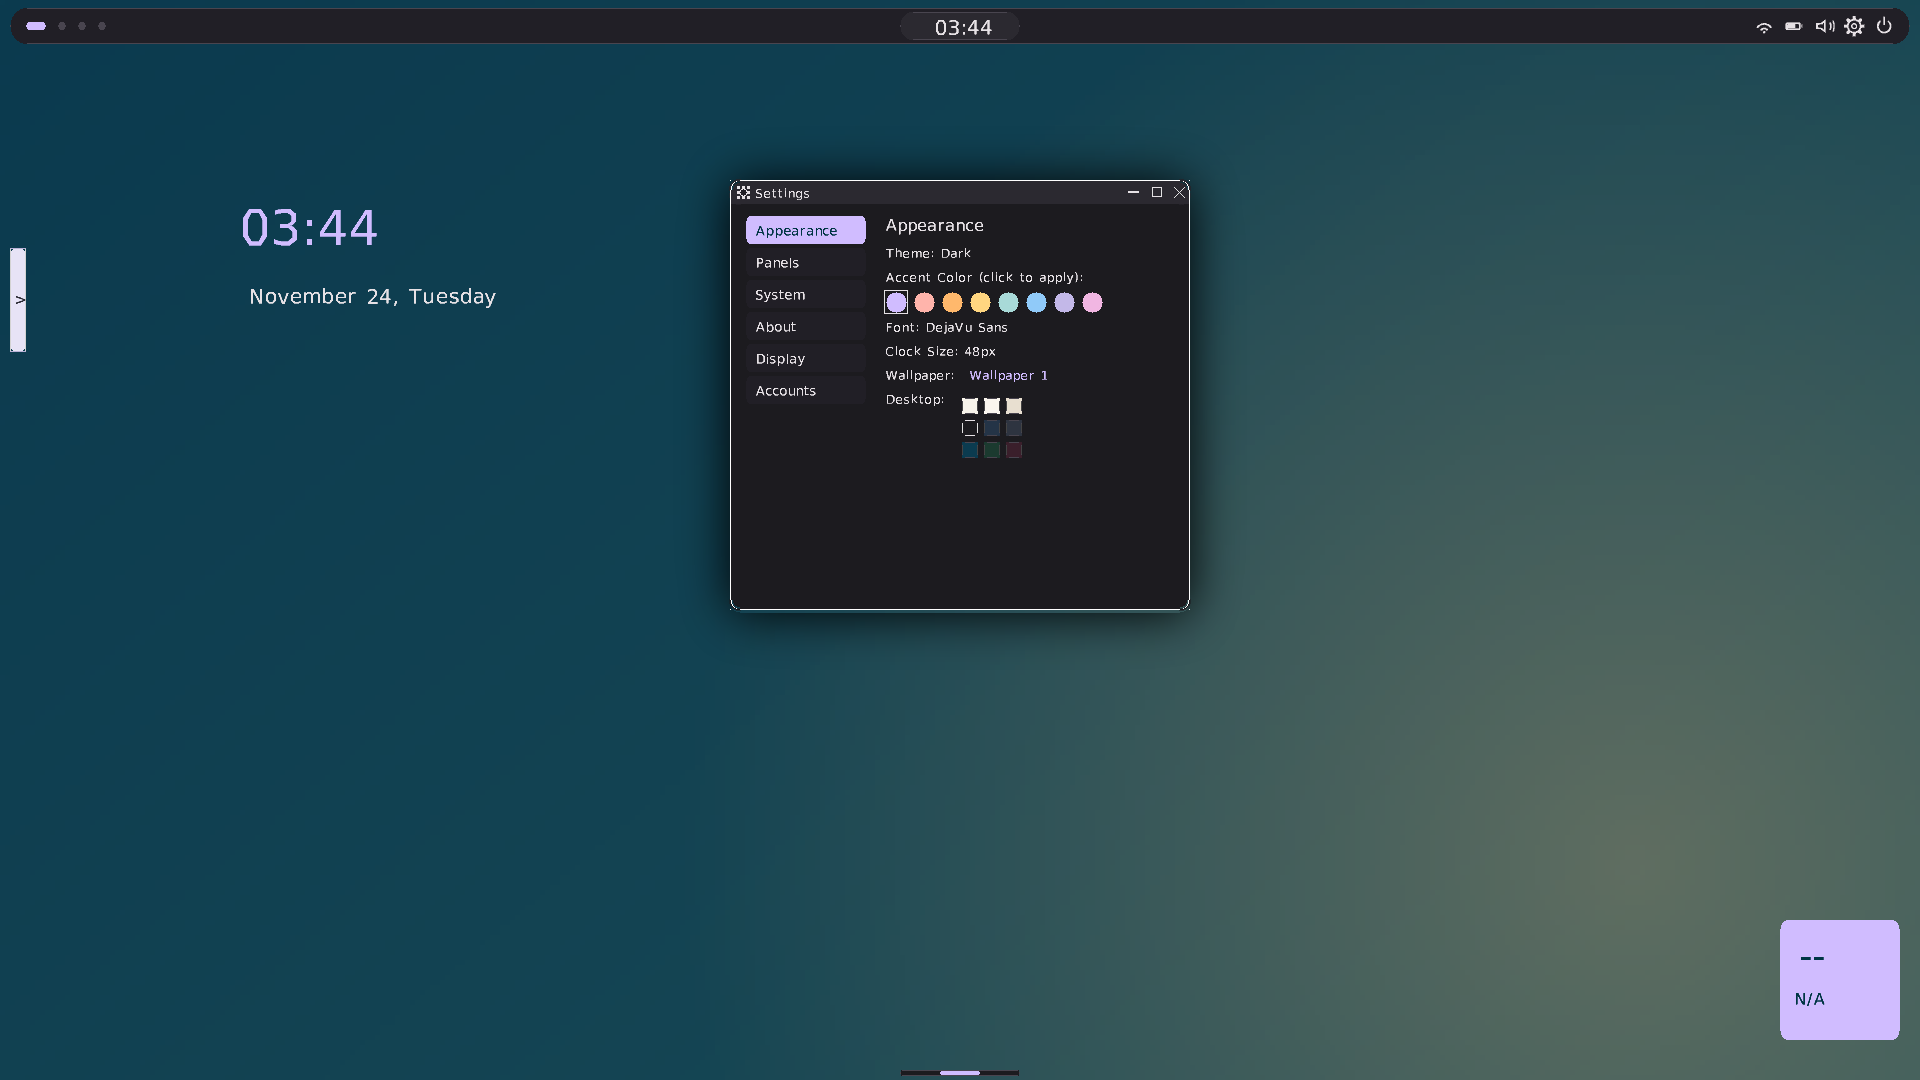 03:44
03:44
November 24, Tuesday
>
Settings
Appearance
Panels
System
About
Display
Accounts
Appearance
Theme: Dark
Accent Color (click to apply):
Font: DejaVu Sans
Clock Size: 48px
Wallpaper: Wallpaper 1
Desktop:
--
N/A